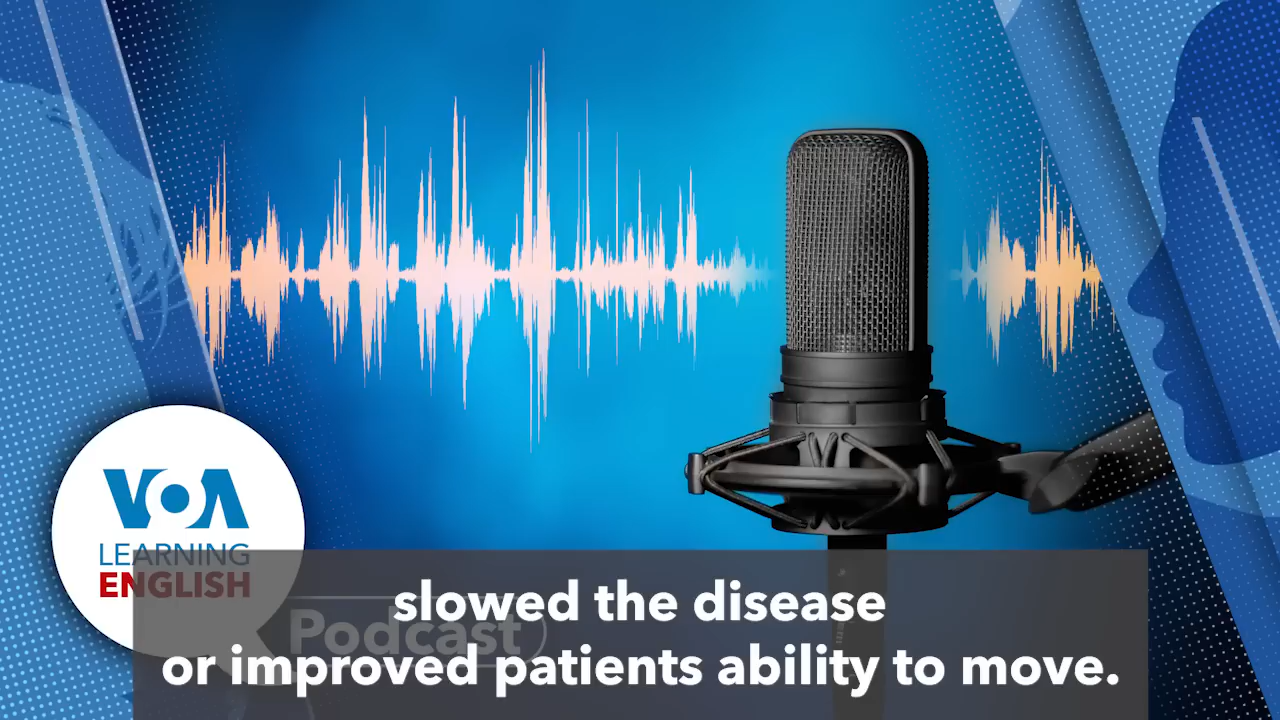 VOA
LEARNING
ENGLISH
Podcast
slowed the disease
or improved patients ability to move.